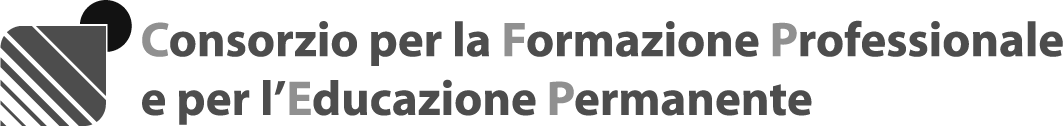 Consorzio per la Formazione Professionale
e per l’Educazione Permanente